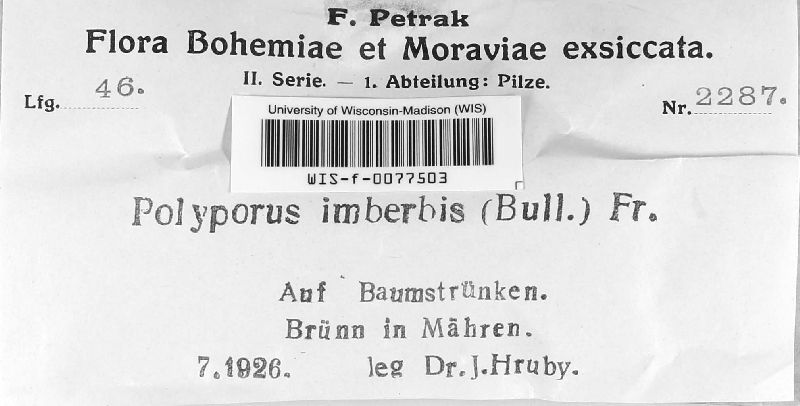 F. Petrak
Flora Bohemiae et Moraviae exsiccata.
II. Serie. — 1. Abteilung: Pilze.
Lfg. 46.
Nr. 2287.
University of Wisconsin-Madison (WIS)
WIS-f-0077503
Polyporus imberbis (Bull.) Fr.
Auf Baumstrünken.
Brünn in Mähren.
7.1926. leg Dr. J. Hruby.